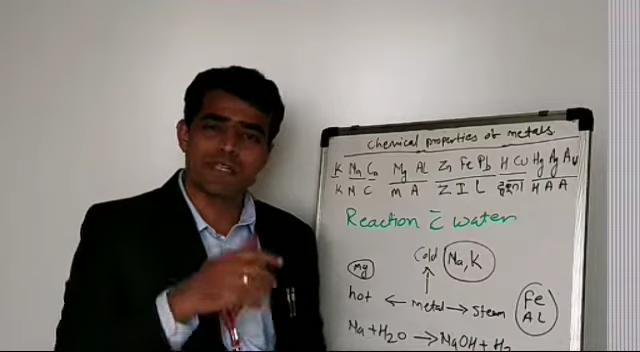 Chemical properties of metals
K Na Ca Mg Al Zn Fe Pb H Cu Hg Ag Au
K N C M A Z I L H A A
Reaction c̄ water
Cold Na, K
Mg
hot ← metal → Steam Fe
AL
Na + H2O → NaOH + H2